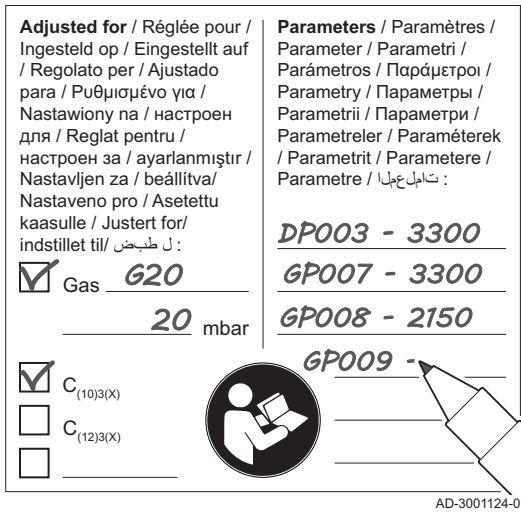 Adjusted for / Réglée pour /
Ingesteld op / Eingestellt auf
/ Regolato per / Ajustado
para / Ρυθμισμένο για /
Nastawiony na / настроен
для / Reglat pentru /
настроен за / ayarlanmıştır /
Nastavljen za / beállítva/
Nastaveno pro / Asetettu
kaasulle / Justert for/
indstillet til/ ل طبض :
Gas G20
20 mbar
C(10)3(X)
C(12)3(X)
Parameters / Paramètres /
Parameter / Parametri /
Parámetros / Παράμετροι /
Parametry / Параметры /
Parametrii / Параметри /
Parametreler / Paraméterek
/ Parametrit / Parametere /
Parametre / تاملعملا :
DP003 - 3300
GP007 - 3300
GP008 - 2150
GP009 -
AD-3001124-0